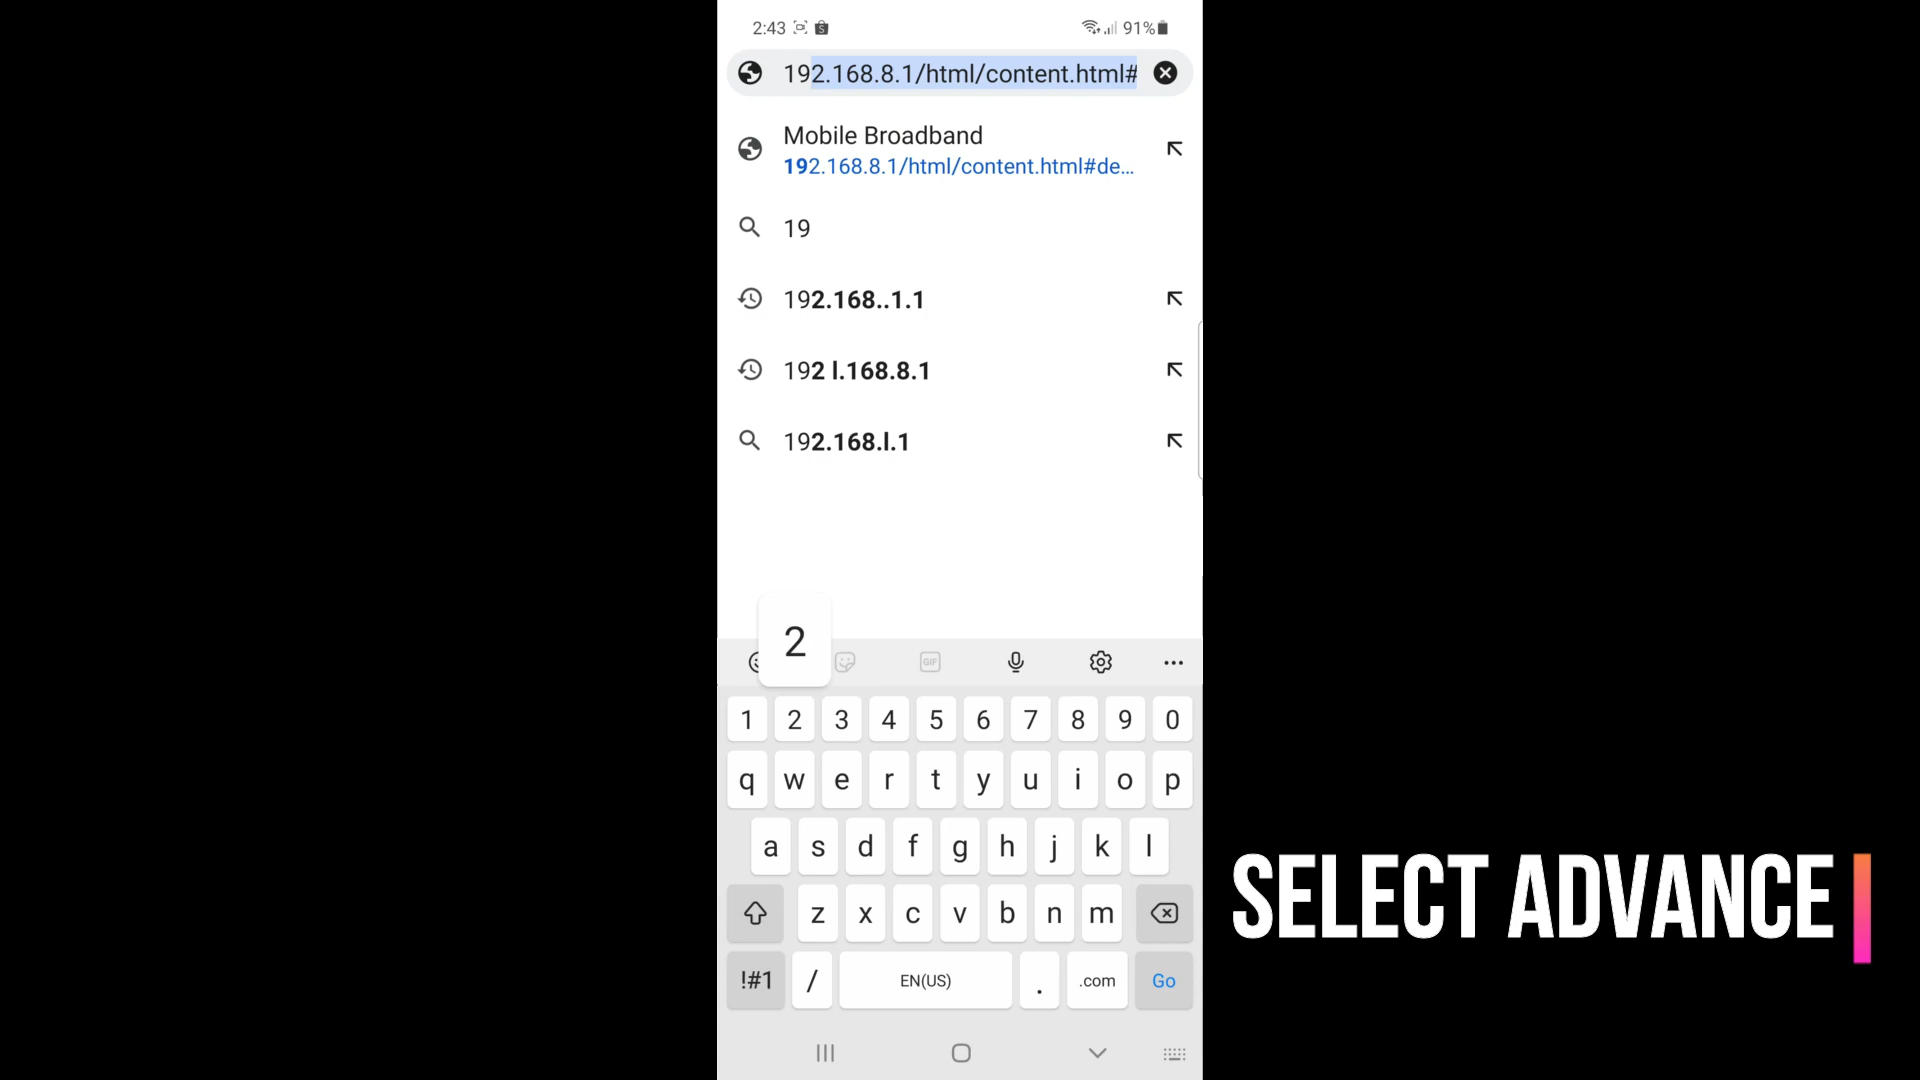 2:43
91%
192.168.8.1/html/content.html#
Mobile Broadband
192.168.8.1/html/content.html#de...
19
192.168..1.1
192 l.168.8.1
192.168.l.1
2
GIF
1 2 3 4 5 6 7 8 9 0
q w e r t y u i o p
a s d f g h j k l
z x c v b n m
!#1 / EN(US) . .com Go
SELECT ADVANCE